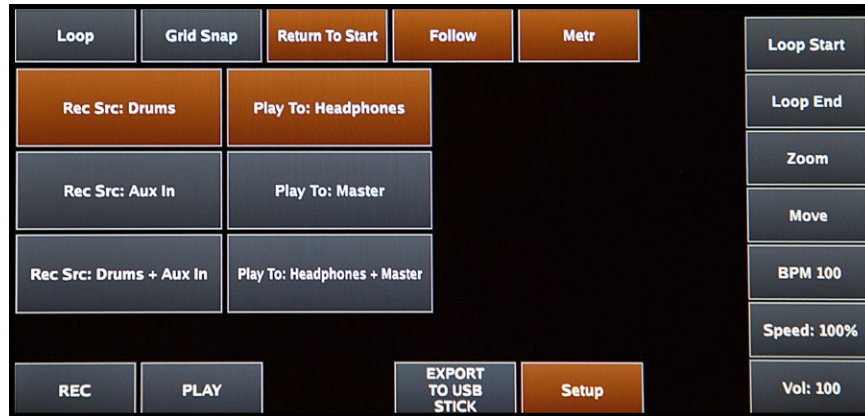 Loop
Grid Snap
Return To Start
Follow
Metr
Loop Start
Rec Src: Drums
Play To: Headphones
Loop End
Zoom
Rec Src: Aux In
Play To: Master
Move
Rec Src: Drums + Aux In
Play To: Headphones + Master
BPM 100
Speed: 100%
REC
PLAY
EXPORT
TO USB
STICK
Setup
Vol: 100